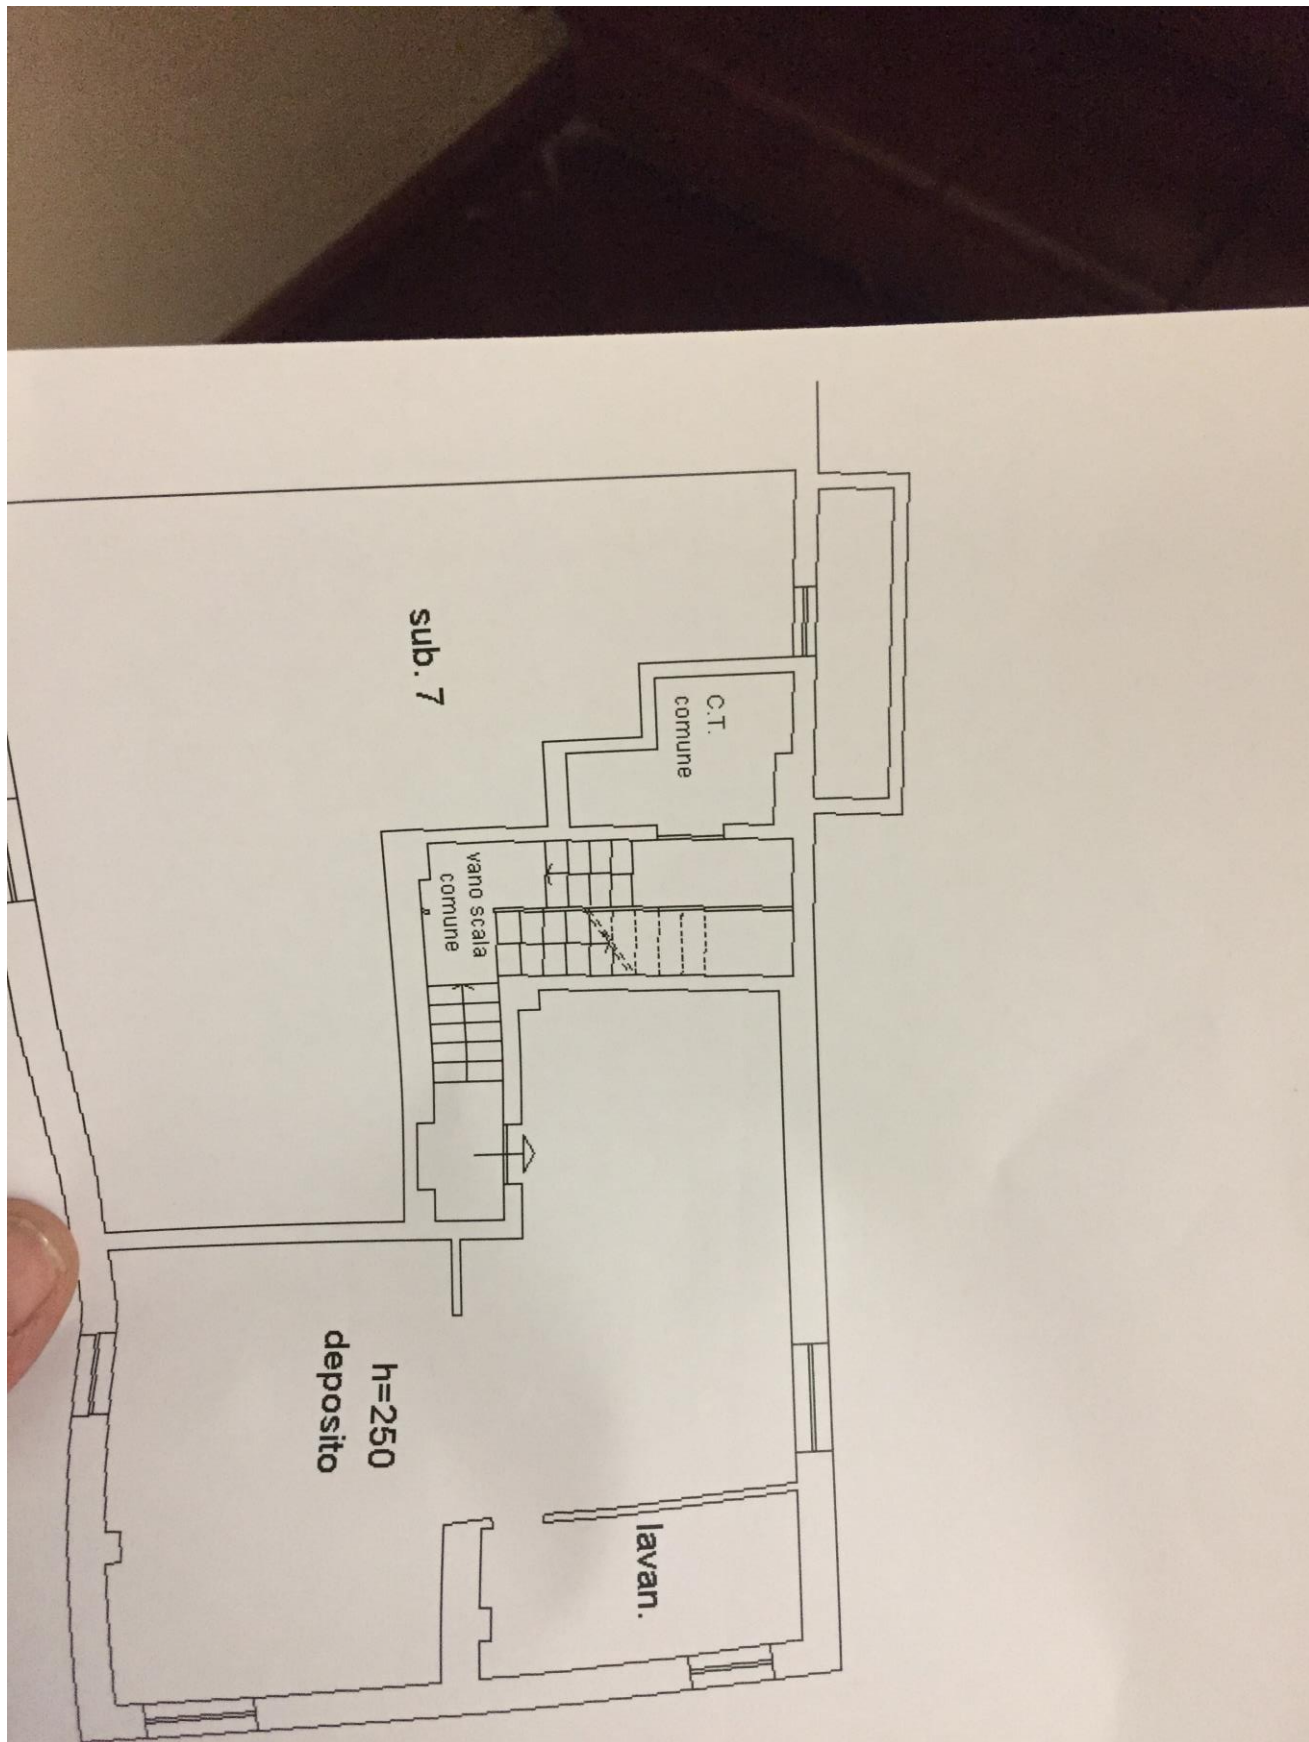 C.T.
comune
lavan.
vano scala
comune
sub. 7
h=250
deposito